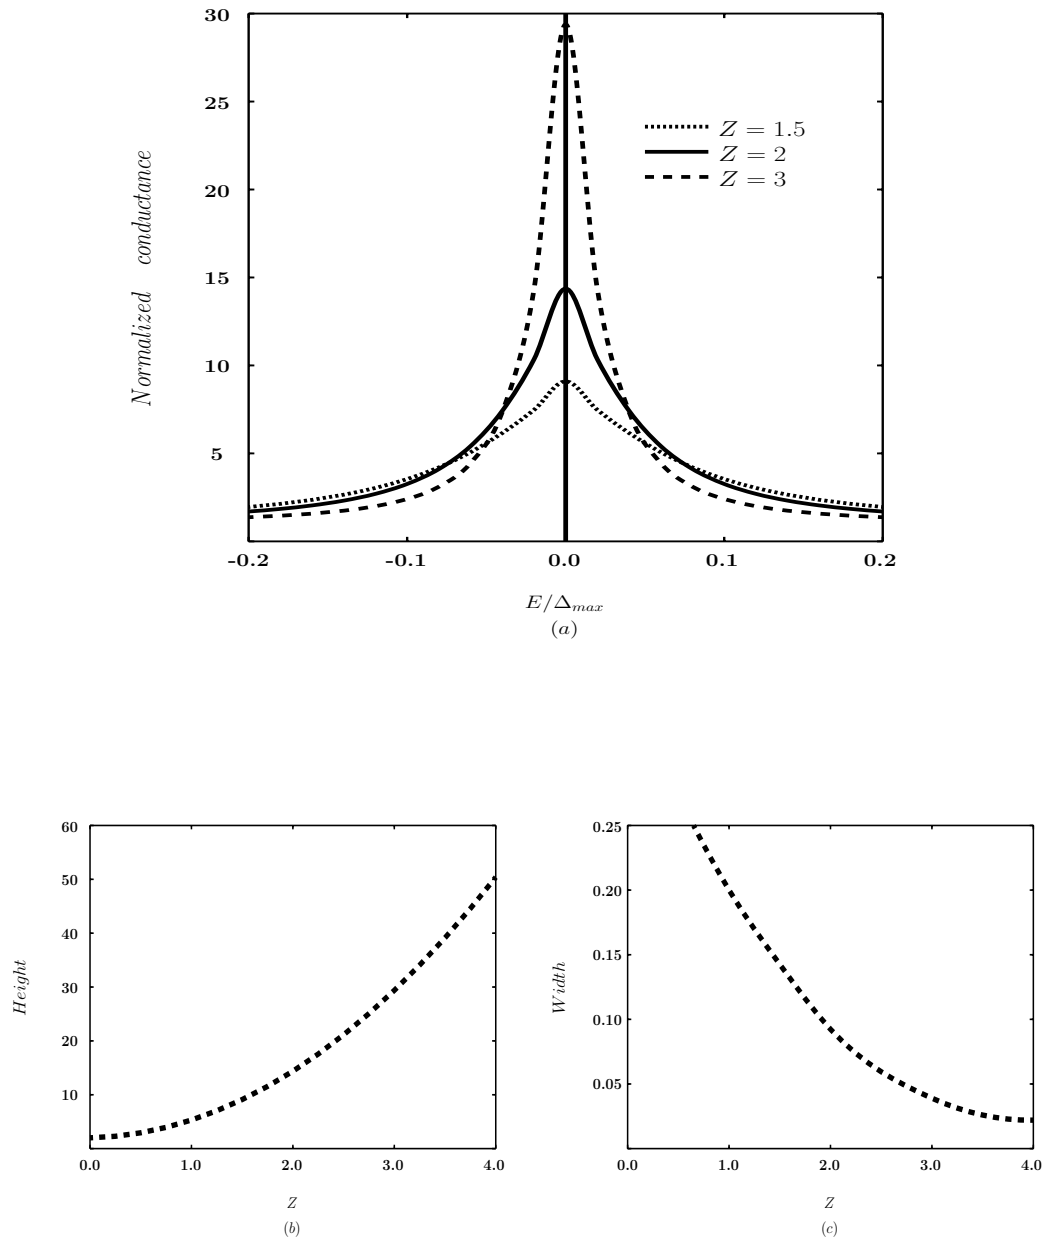 30
25
20
15
10
5
Normalized conductance
Z = 1.5
Z = 2
Z = 3
-0.2 -0.1 0.0 0.1 0.2
E/Δmax
(a)
60
50
40
30
20
10
Height
0.0 1.0 2.0 3.0 4.0
Z
(b)
0.25
0.20
0.15
0.10
0.05
Width
0.0 1.0 2.0 3.0 4.0
Z
(c)